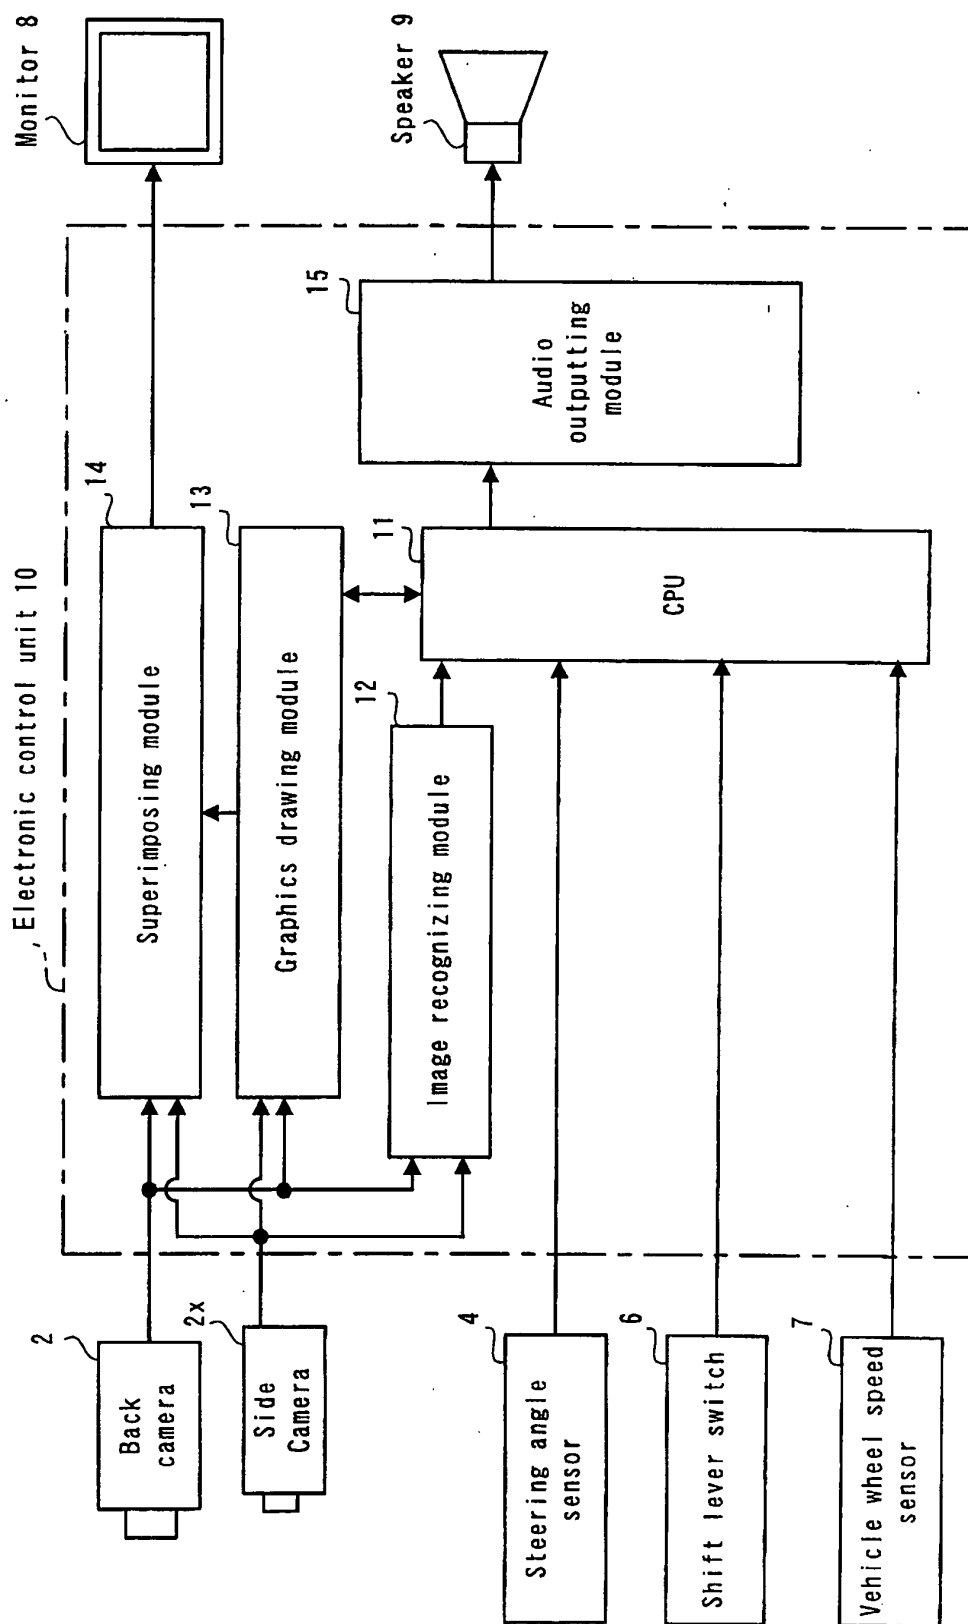 Electronic control unit 10
2
Back
camera
2x
Side
Camera
4
Steering angle
sensor
6
Shift lever switch
7
Vehicle wheel speed
sensor
14
Superimposing module
13
Graphics drawing module
12
Image recognizing module
11
CPU
15
Audio
outputting
module
Monitor 8
Speaker 9